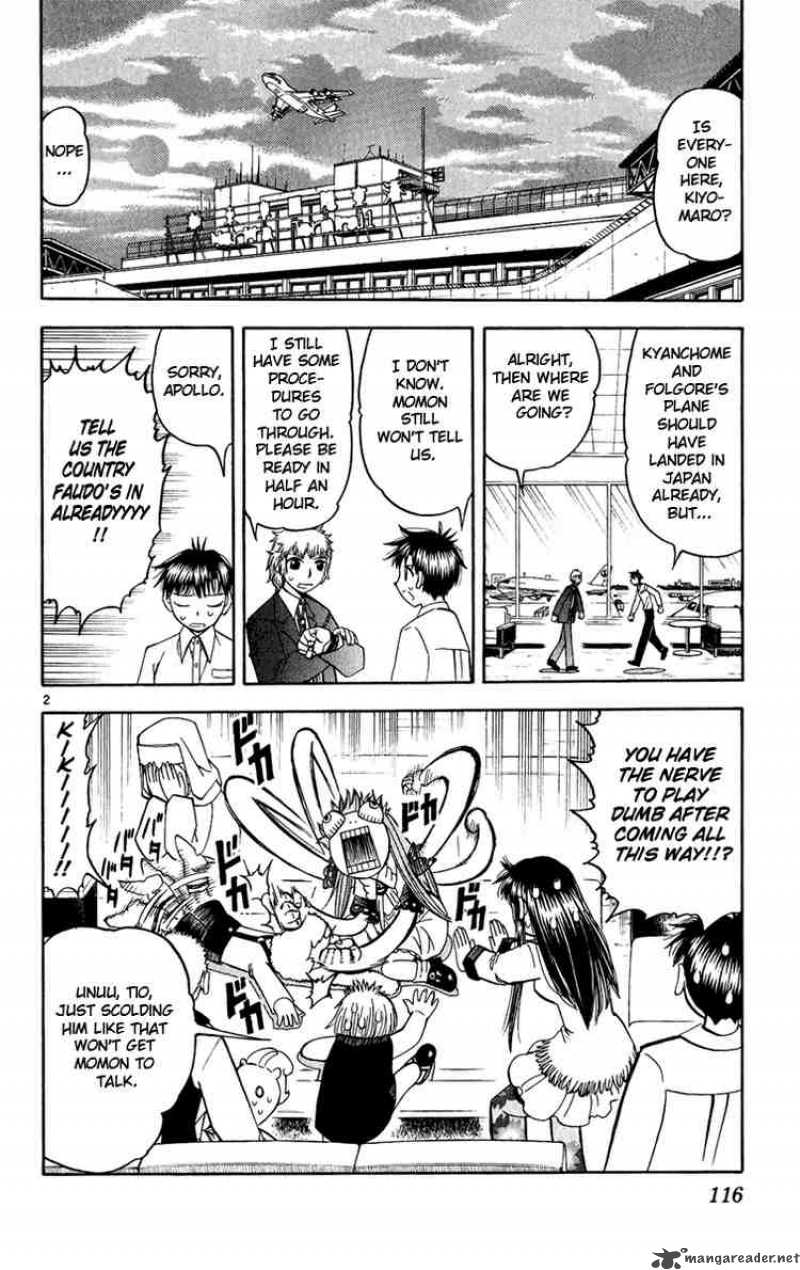 IS
EVERY-
ONE
HERE,
KIYO-
MARO?
NOPE
...
KYANCHOME
AND
FOLGORE'S
PLANE
SHOULD
HAVE
LANDED IN
JAPAN
ALREADY,
BUT...
ALRIGHT,
THEN WHERE
ARE WE
GOING?
I DON'T
KNOW.
MOMON
STILL
WON'T TELL
US.
I STILL
HAVE SOME
PROCE-
DURES
TO GO
THROUGH.
PLEASE BE
READY IN
HALF AN
HOUR.
SORRY,
APOLLO.
TELL
US THE
COUNTRY
FAUDO'S IN
ALREADYYYY
!!
2
YOU HAVE
THE NERVE
TO PLAY
DUMB AFTER
COMING ALL
THIS WAY!!?
ドカ
ドカ
ドカ
ドカ
ドカ
バタ
バタ
KIKIIIIII!!
UNUU, TIO,
JUST SCOLDING
HIM LIKE THAT
WON'T GET
MOMON TO
TALK.
116
mangareader.net